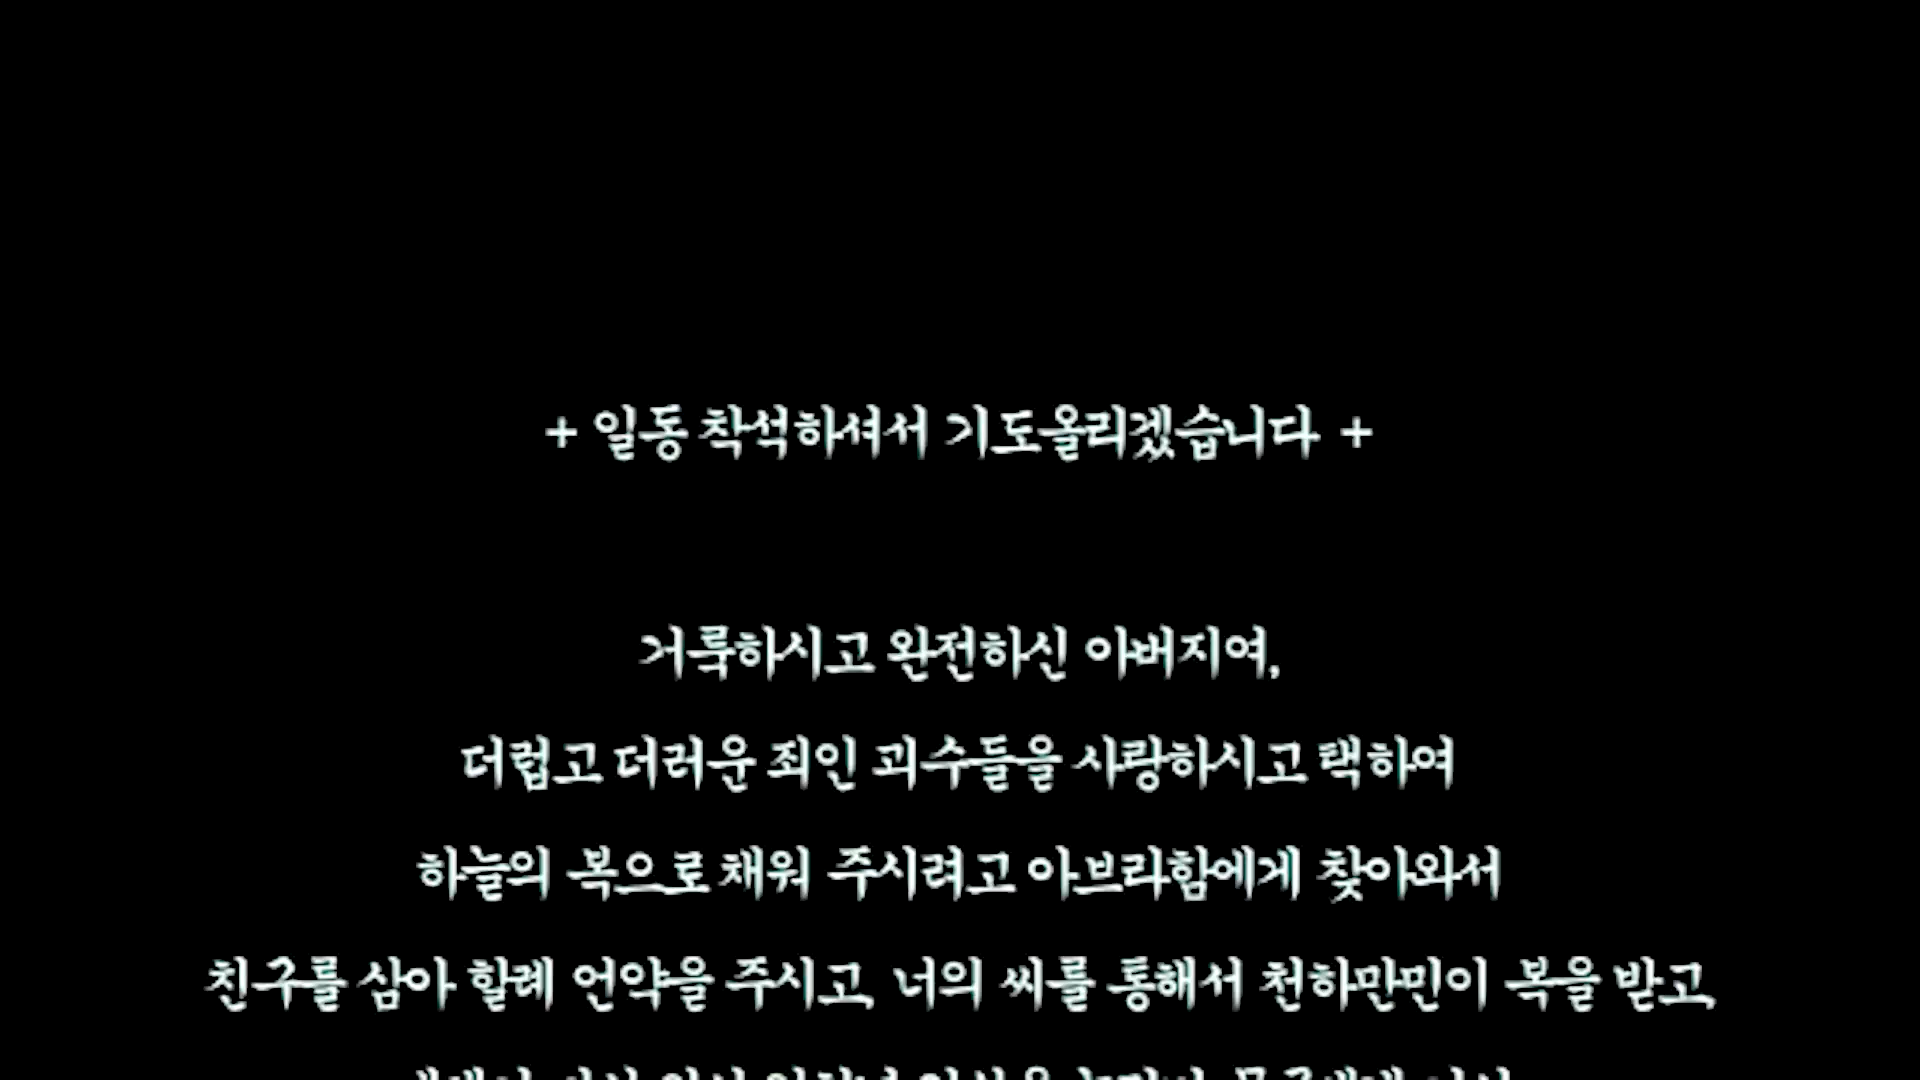 + 일동 착석하셔서 기도올리겠습니다 +
거룩하시고 완전하신 아버지여,
더럽고 더러운 죄인 괴수들을 사랑하시고 택하여
하늘의 복으로 채워 주시려고 아브라함에게 찾아와서
친구를 삼아 할례 언약을 주시고, 너의 씨를 통해서 천하만민이 복을 받고,